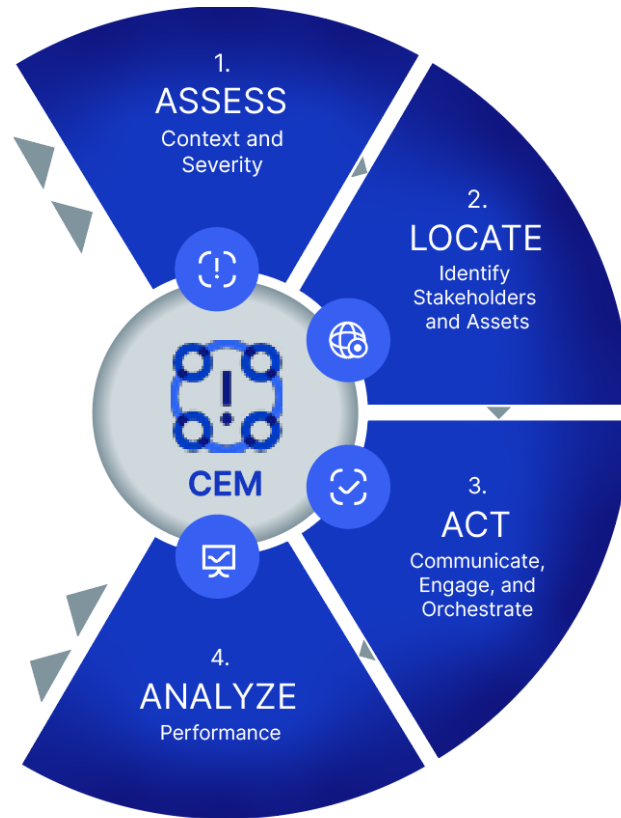 1.
ASSESS
Context and
Severity
2.
LOCATE
Identify
Stakeholders
and Assets
CEM
3.
ACT
Communicate,
Engage, and
Orchestrate
4.
ANALYZE
Performance